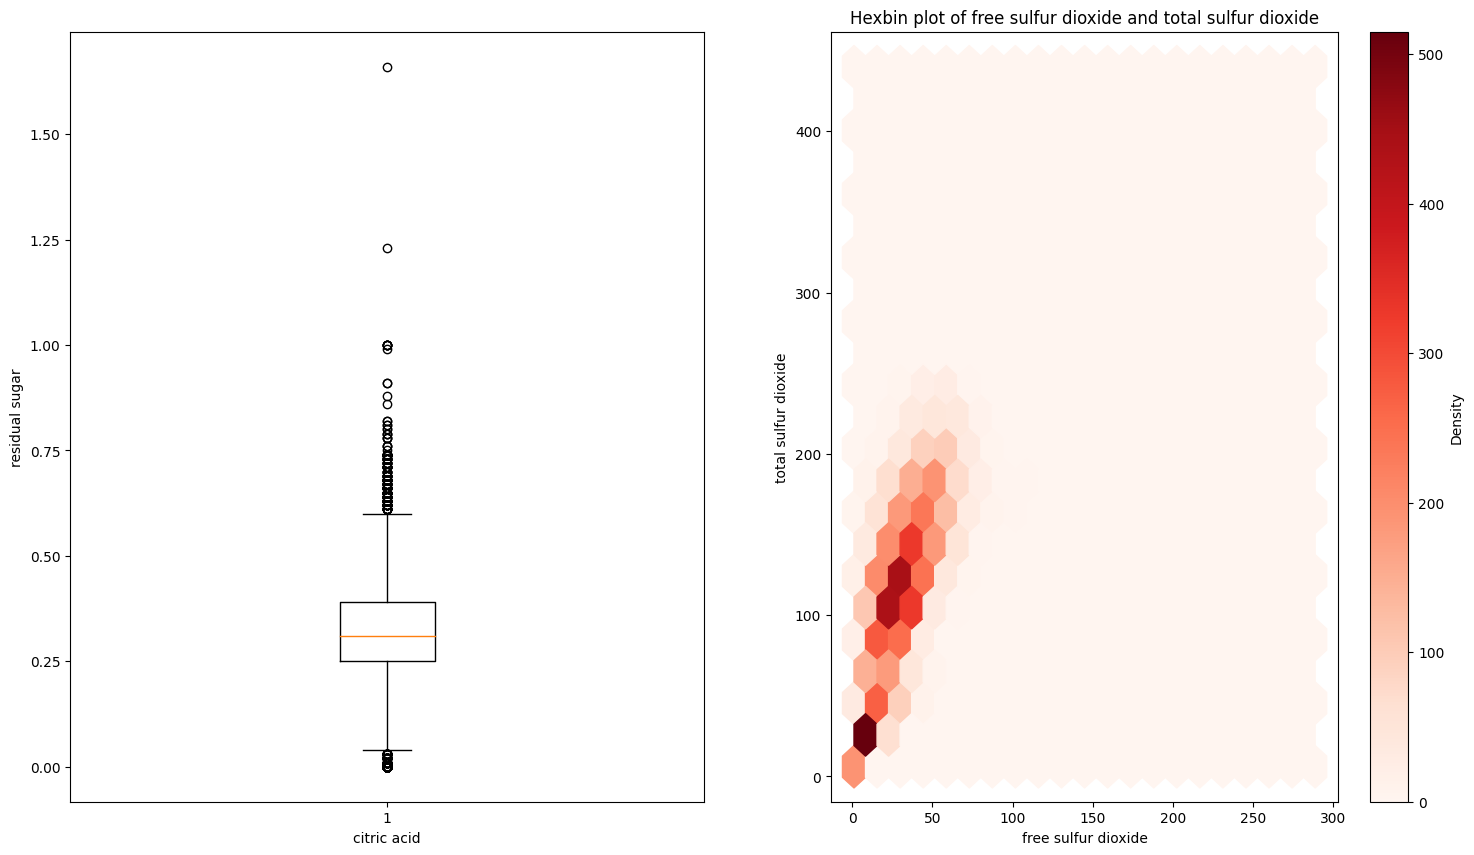 1.50
1.25
1.00
0.75
0.50
0.25
0.00
residual sugar
1
citric acid
Hexbin plot of free sulfur dioxide and total sulfur dioxide
400
300
200
100
0
total sulfur dioxide
0 50 100 150 200 250 300
free sulfur dioxide
500
400
300
200
100
0
Density